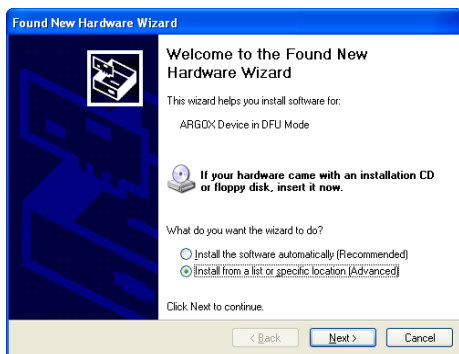 Found New Hardware Wizard
Welcome to the Found New
Hardware Wizard
This wizard helps you install software for:
ARGOX Device in DFU Mode
If your hardware came with an installation CD
or floppy disk, insert it now.
What do you want the wizard to do?
Install the software automatically (Recommended)
Install from a list or specific location (Advanced)
Click Next to continue.
< Back Next > Cancel